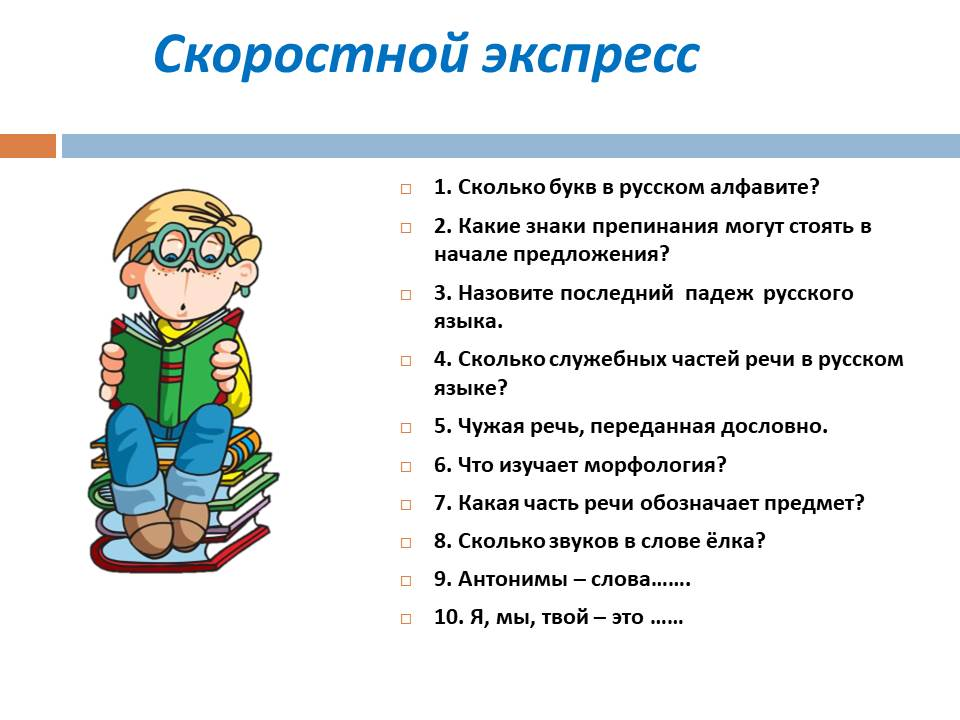 Скоростной экспресс
1. Сколько букв в русском алфавите?
2. Какие знаки препинания могут стоять в
начале предложения?
3. Назовите последний падеж русского
языка.
4. Сколько служебных частей речи в русском
языке?
5. Чужая речь, переданная дословно.
6. Что изучает морфология?
7. Какая часть речи обозначает предмет?
8. Сколько звуков в слове ёлка?
9. Антонимы – слова…….
10. Я, мы, твой – это ……